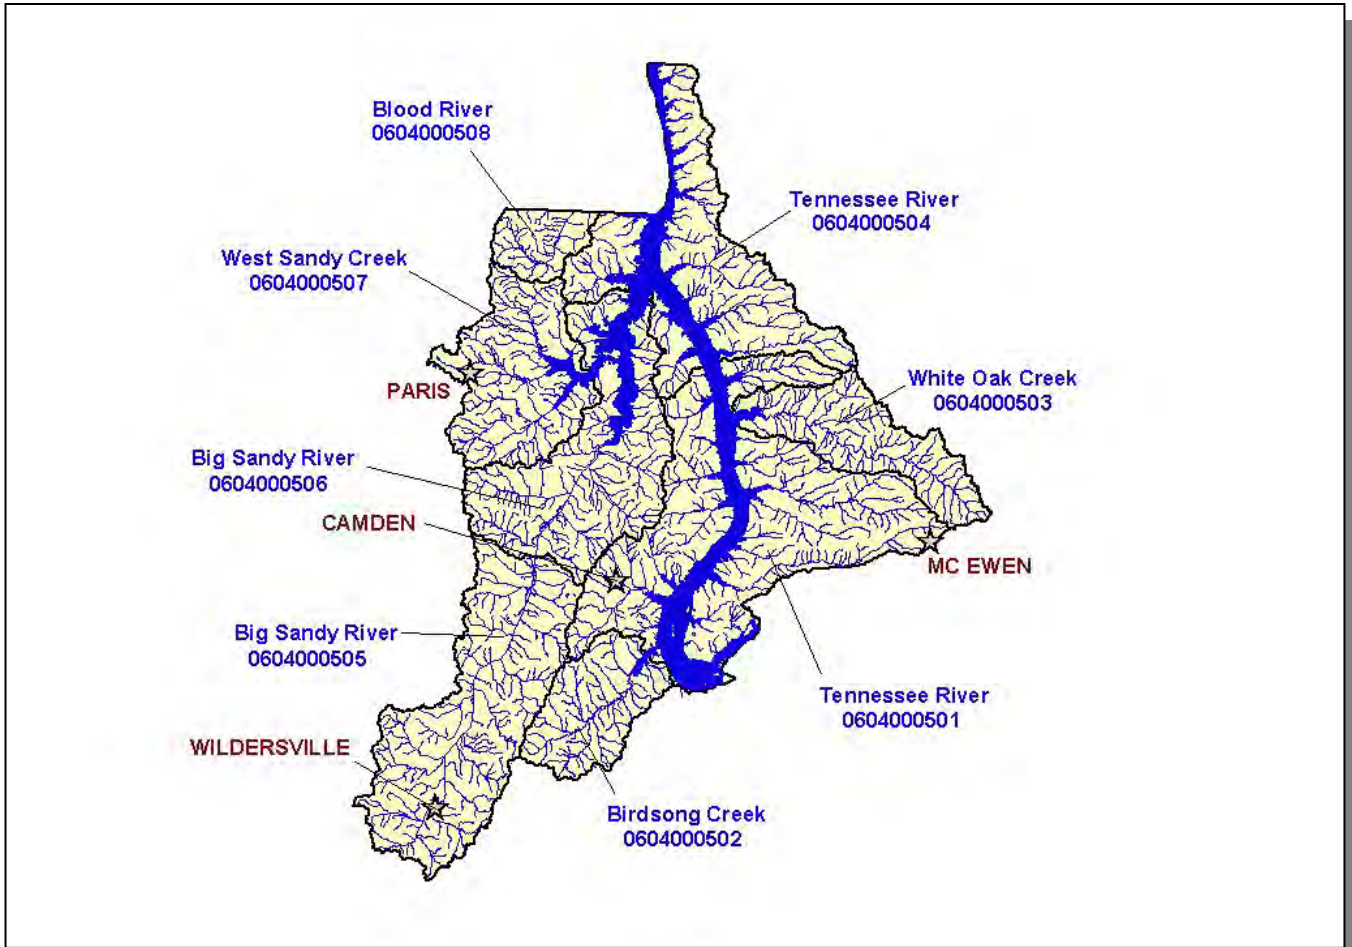 Blood River
0604000508
Tennessee River
0604000504
West Sandy Creek
0604000507
White Oak Creek
0604000503
PARIS
Big Sandy River
0604000506
CAMDEN
MC EWEN
Big Sandy River
0604000505
Tennessee River
0604000501
WILDERSVILLE
Birdsong Creek
0604000502